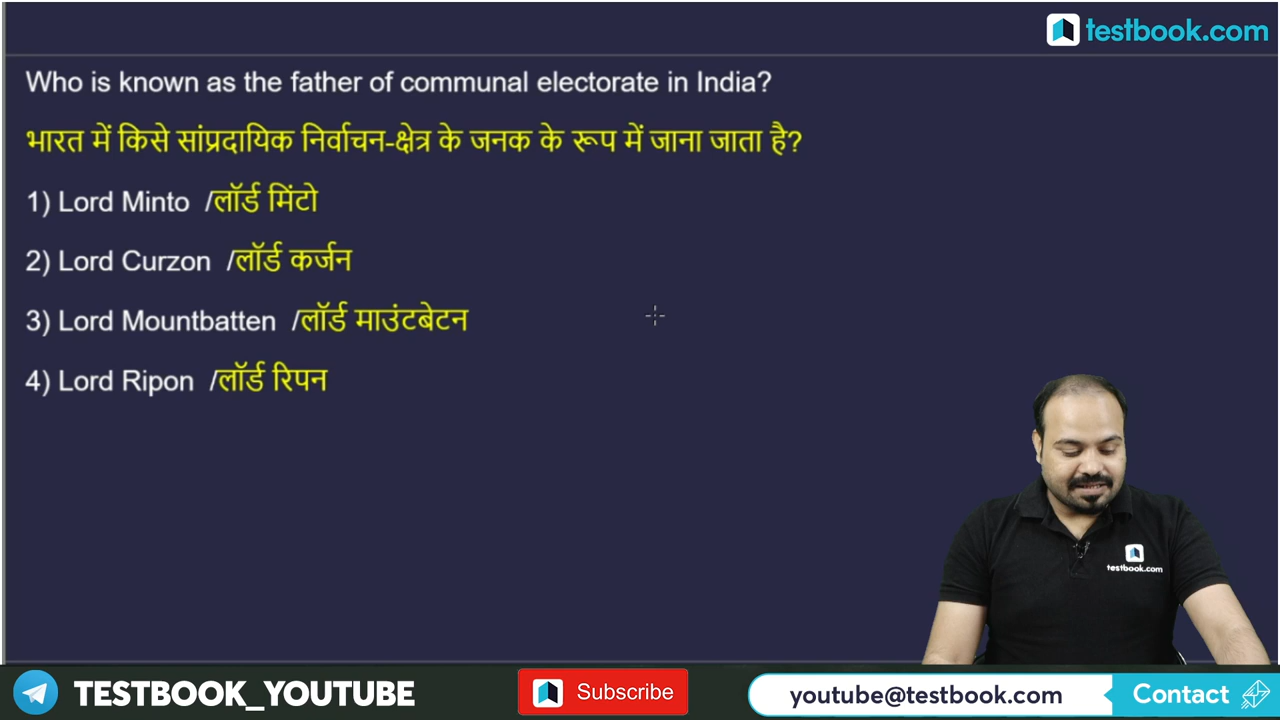 testbook.com
Who is known as the father of communal electorate in India?
भारत में किसे सांप्रदायिक निर्वाचन-क्षेत्र के जनक के रूप में जाना जाता है?
1) Lord Minto /लॉर्ड मिंटो
2) Lord Curzon /लॉर्ड कर्जन
3) Lord Mountbatten /लॉर्ड माउंटबेटन
4) Lord Ripon /लॉर्ड रिपन
testbook.com
TESTBOOK_YOUTUBE
Subscribe
youtube@testbook.com
Contact